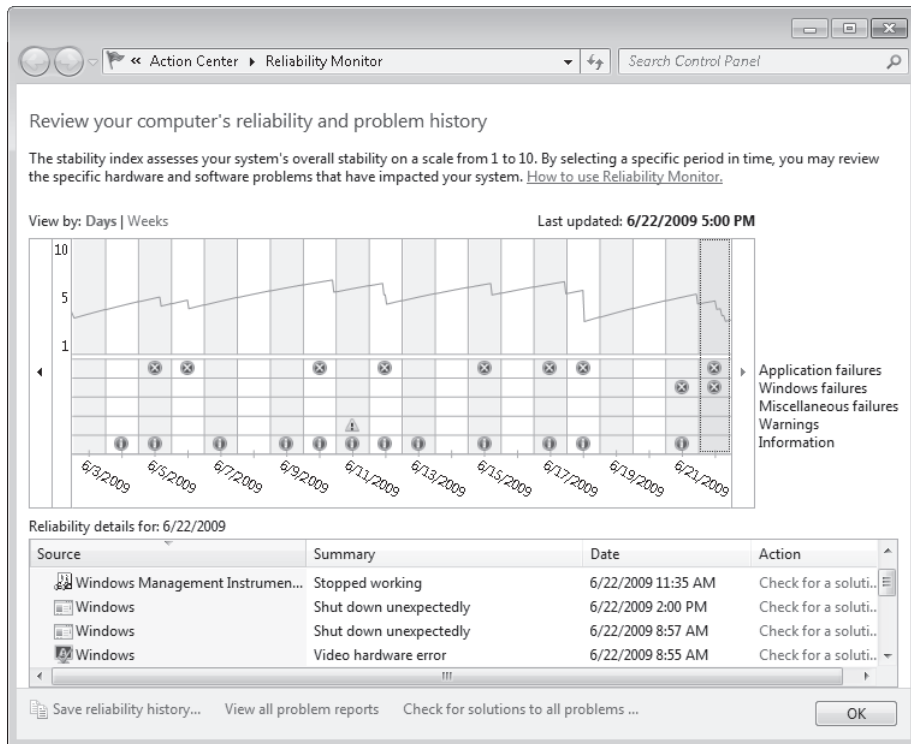 « Action Center ▸ Reliability Monitor
Search Control Panel
Review your computer's reliability and problem history
The stability index assesses your system's overall stability on a scale from 1 to 10. By selecting a specific period in time, you may review
the specific hardware and software problems that have impacted your system. How to use Reliability Monitor.
View by: Days | Weeks
Last updated: 6/22/2009 5:00 PM
10
5
1
Application failures
Windows failures
Miscellaneous failures
Warnings
Information
6/3/2009 6/5/2009 6/7/2009 6/9/2009 6/11/2009 6/13/2009 6/15/2009 6/17/2009 6/19/2009 6/21/2009
Reliability details for: 6/22/2009
Source Summary Date Action
Windows Management Instrumen... Stopped working 6/22/2009 11:35 AM Check for a soluti..
Windows Shut down unexpectedly 6/22/2009 2:00 PM Check for a soluti..
Windows Shut down unexpectedly 6/22/2009 8:57 AM Check for a soluti..
Windows Video hardware error 6/22/2009 8:55 AM Check for a soluti..
Save reliability history... View all problem reports Check for solutions to all problems ...
OK